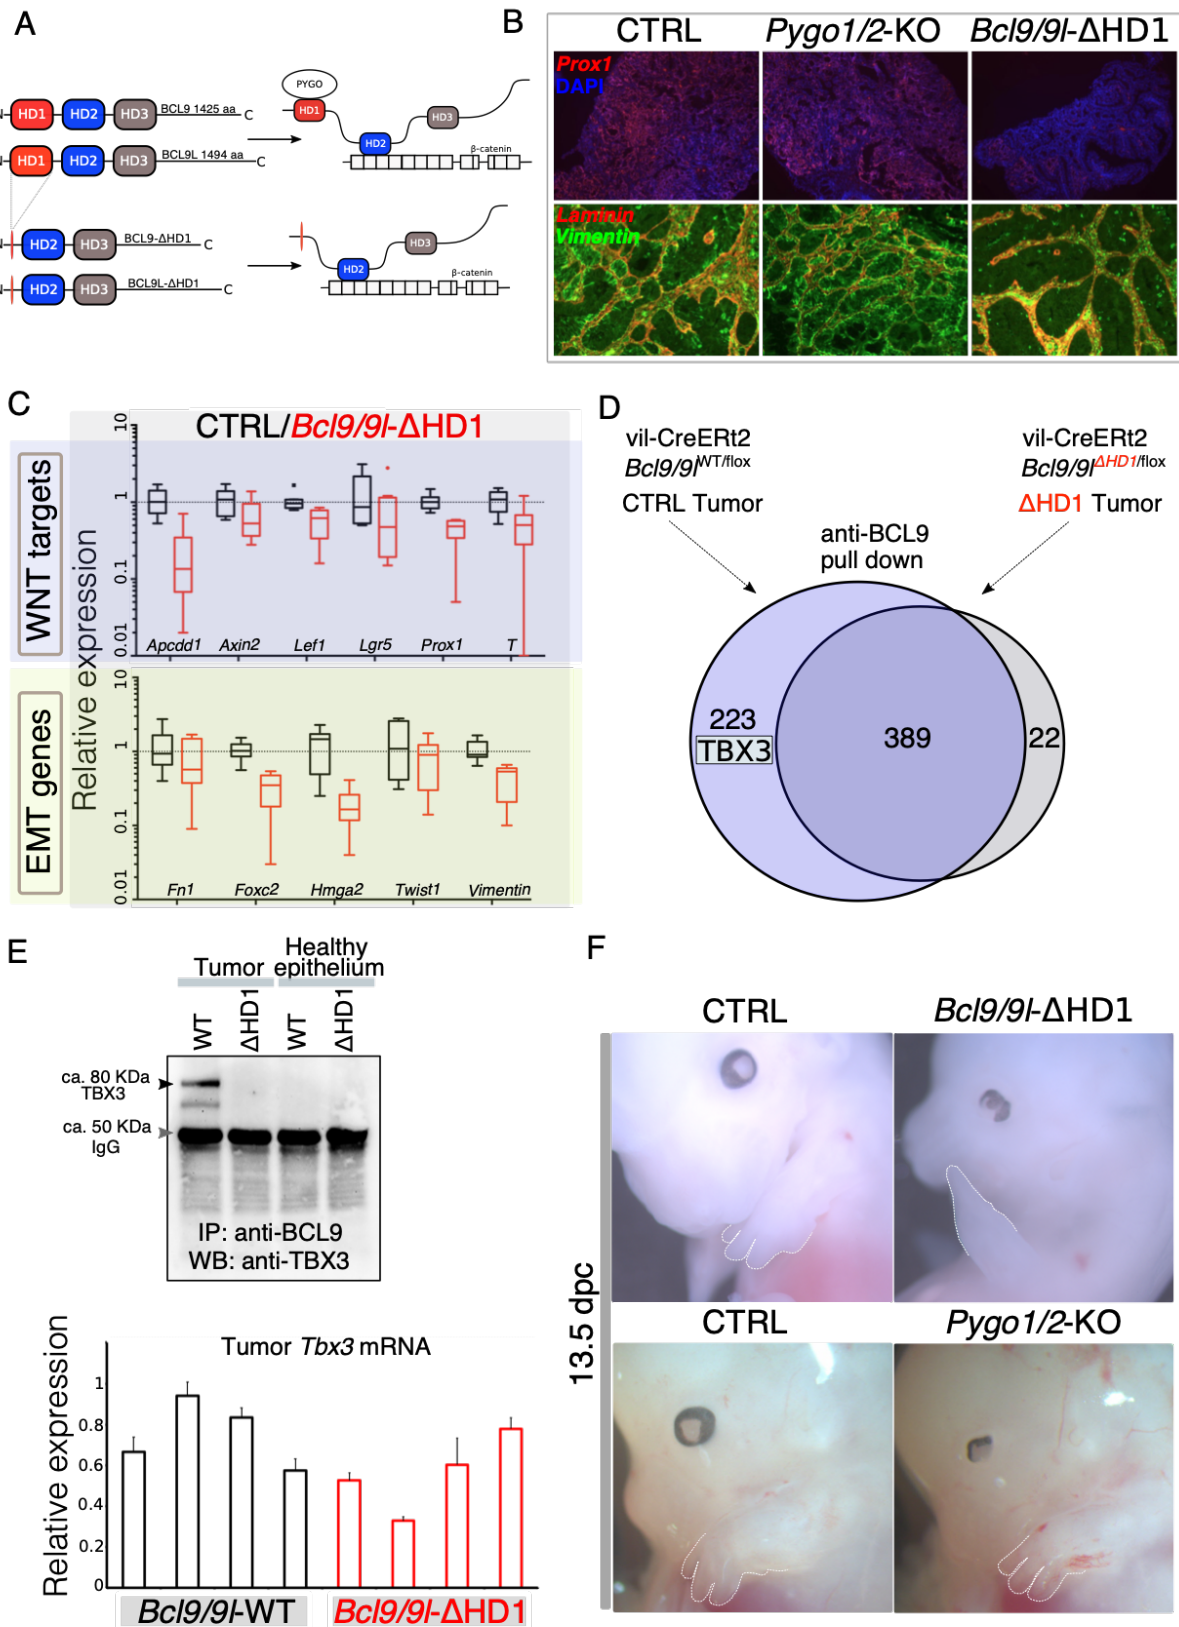 A
PYGO
HD1
HD2
HD3
BCL9 1425 aa
C
HD1
HD2
HD3
β-catenin
HD1
HD2
HD3
BCL9L 1494 aa
C
HD2
HD3
BCL9-ΔHD1
C
HD2
HD3
β-catenin
HD2
HD3
BCL9L-ΔHD1
C
B
CTRL
Pygo1/2-KO
Bcl9/9l-ΔHD1
Prox1
DAPI
Laminin
Vimentin
C
CTRL/Bcl9/9l-ΔHD1
WNT targets
EMT genes
Relative expression
10
1
0.1
0.01
Apcdd1
Axin2
Lef1
Lgr5
Prox1
T
10
1
0.1
0.01
Fn1
Foxc2
Hmga2
Twist1
Vimentin
D
vil-CreERt2
Bcl9/9lWT/flox
CTRL Tumor
vil-CreERt2
Bcl9/9lΔHD1/flox
ΔHD1 Tumor
anti-BCL9
pull down
223
TBX3
389
22
E
Tumor
Healthy
epithelium
WT
ΔHD1
WT
ΔHD1
ca. 80 KDa
TBX3
ca. 50 KDa
IgG
IP: anti-BCL9
WB: anti-TBX3
Tumor Tbx3 mRNA
Relative expression
1
0.8
0.6
0.4
0.2
0
Bcl9/9l-WT
Bcl9/9l-ΔHD1
F
13.5 dpc
CTRL
Bcl9/9l-ΔHD1
CTRL
Pygo1/2-KO